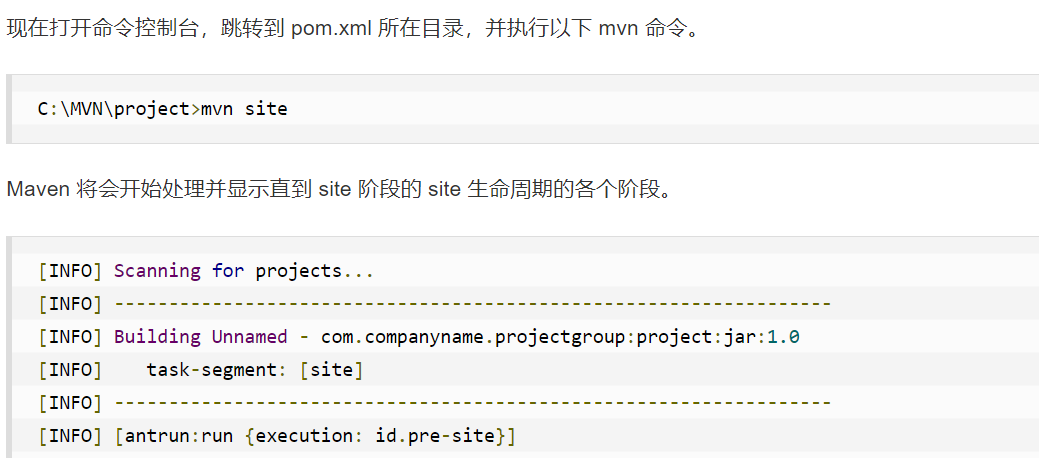 现在打开命令控制台，跳转到 pom.xml 所在目录，并执行以下 mvn 命令。
C:\MVN\project>mvn site
Maven 将会开始处理并显示直到 site 阶段的 site 生命周期的各个阶段。
[INFO] Scanning for projects...
[INFO] ------------------------------------------------------------------
[INFO] Building Unnamed - com.companyname.projectgroup:project:jar:1.0
[INFO]    task-segment: [site]
[INFO] ------------------------------------------------------------------
[INFO] [antrun:run {execution: id.pre-site}]